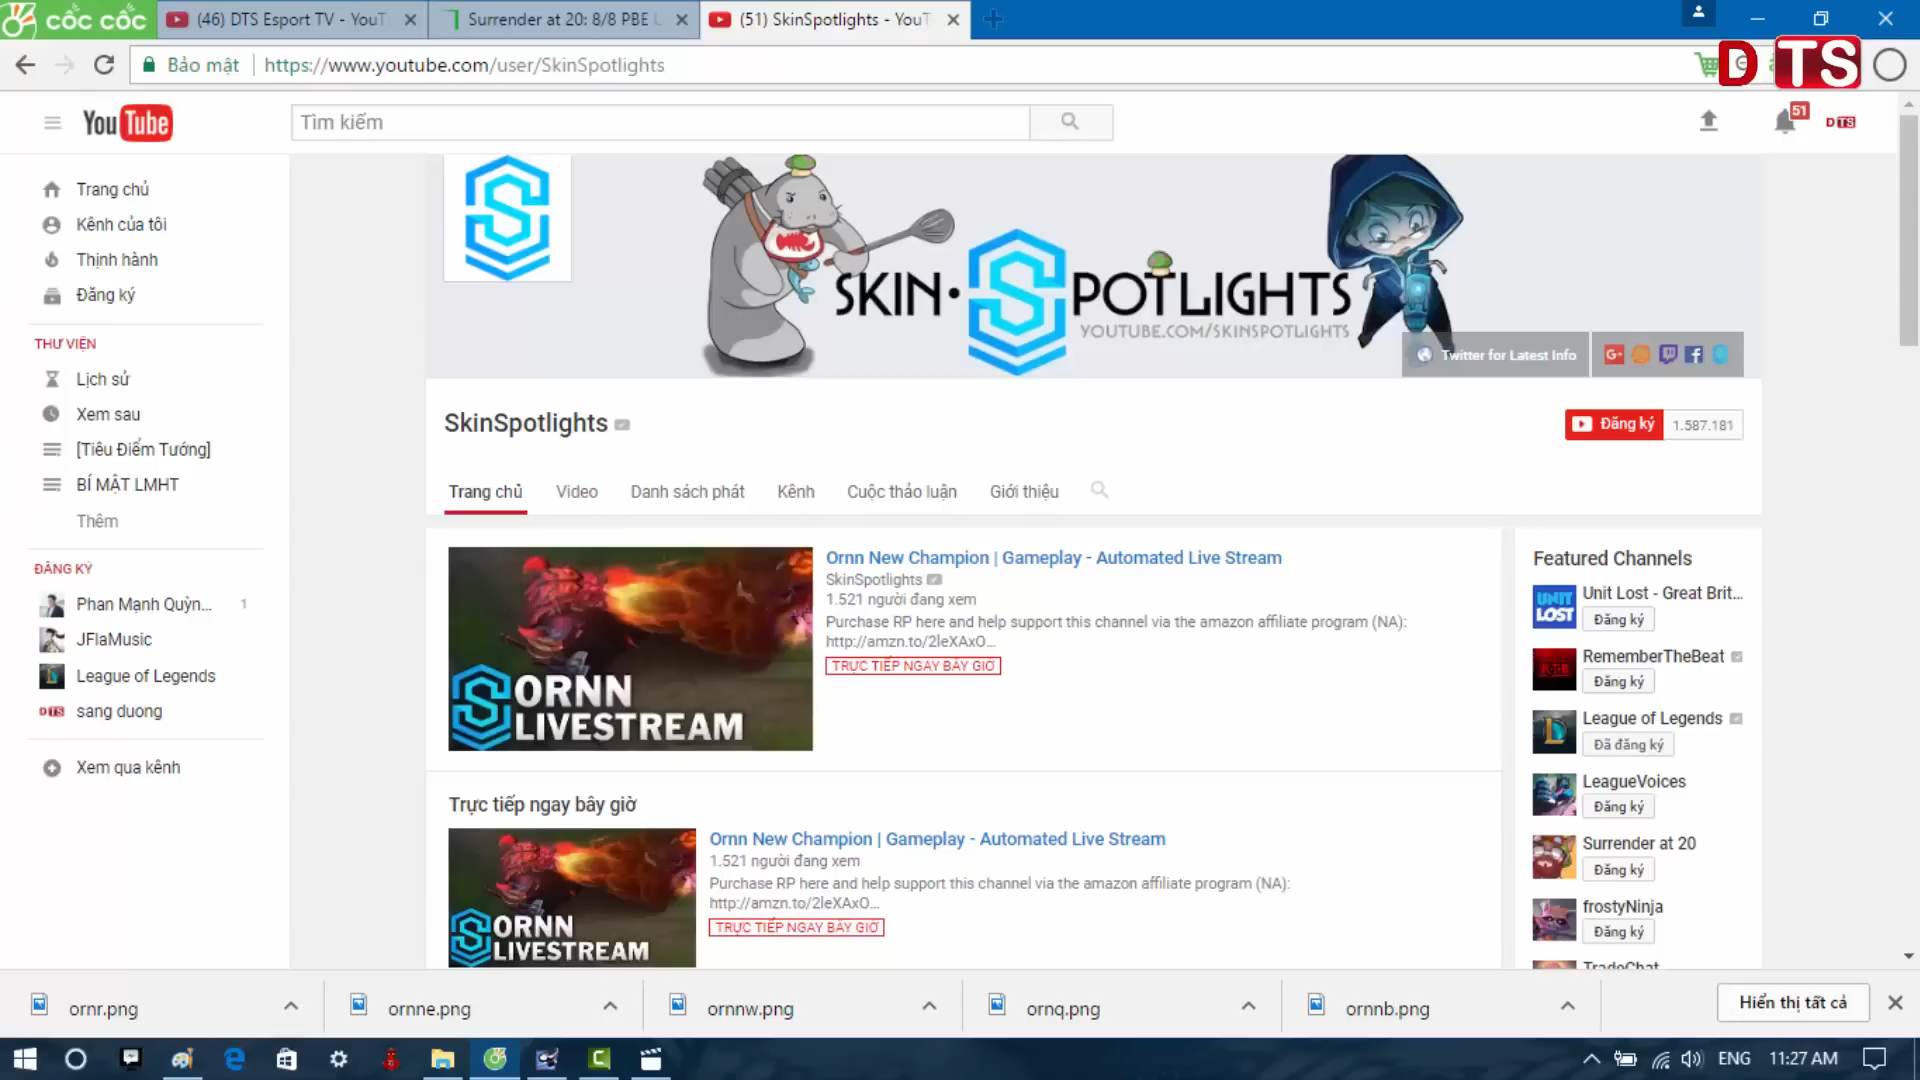 cốc cốc
(46) DTS Esport TV - YouT
Surrender at 20: 8/8 PBE U
(51) SkinSpotlights - YouT
Bảo mật
https://www.youtube.com/user/SkinSpotlights
D TS
YouTube
Tìm kiếm
51
DTS
Trang chủ
Kênh của tôi
Thịnh hành
Đăng ký
THƯ VIỆN
Lịch sử
Xem sau
[Tiêu Điểm Tướng]
BÍ MẬT LMHT
Thêm
ĐĂNG KÝ
Phan Mạnh Quỳn... 1
JFlaMusic
League of Legends
DTS sang duong
Xem qua kênh
SKIN·SPOTLIGHTS
YOUTUBE.COM/SKINSPOTLIGHTS
Twitter for Latest Info
SkinSpotlights
Đăng ký 1.587.181
Trang chủ Video Danh sách phát Kênh Cuộc thảo luận Giới thiệu
ORNN
LIVESTREAM
Ornn New Champion | Gameplay - Automated Live Stream
SkinSpotlights
1.521 người đang xem
Purchase RP here and help support this channel via the amazon affiliate program (NA):
http://amzn.to/2leXAxO...
TRỰC TIẾP NGAY BÂY GIỜ
Trực tiếp ngay bây giờ
ORNN
LIVESTREAM
Ornn New Champion | Gameplay - Automated Live Stream
1.521 người đang xem
Purchase RP here and help support this channel via the amazon affiliate program (NA):
http://amzn.to/2leXAxO...
TRỰC TIẾP NGAY BÂY GIỜ
Featured Channels
UNIT
LOST
Unit Lost - Great Brit...
Đăng ký
RememberTheBeat
Đăng ký
League of Legends
Đã đăng ký
LeagueVoices
Đăng ký
Surrender at 20
Đăng ký
frostyNinja
Đăng ký
TradeChat
ornr.png
ornne.png
ornnw.png
ornq.png
ornnb.png
Hiển thị tất cả
ENG
11:27 AM